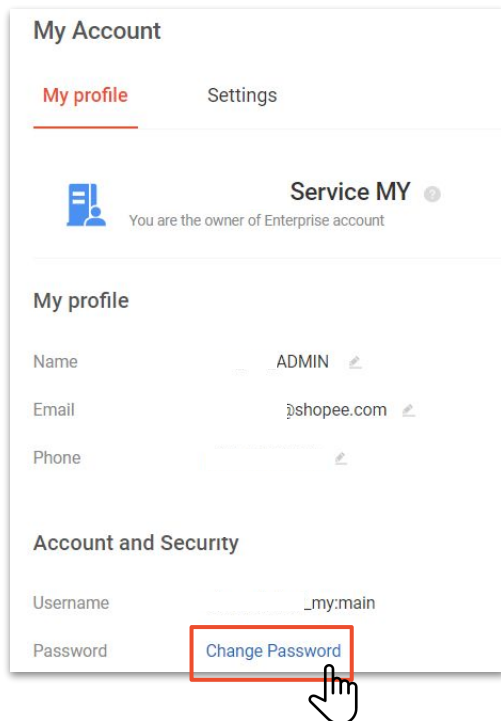 My Account
My profile Settings
Service MY
You are the owner of Enterprise account
My profile
Name ADMIN
Email @shopee.com
Phone
Account and Security
Username _my:main
Password Change Password